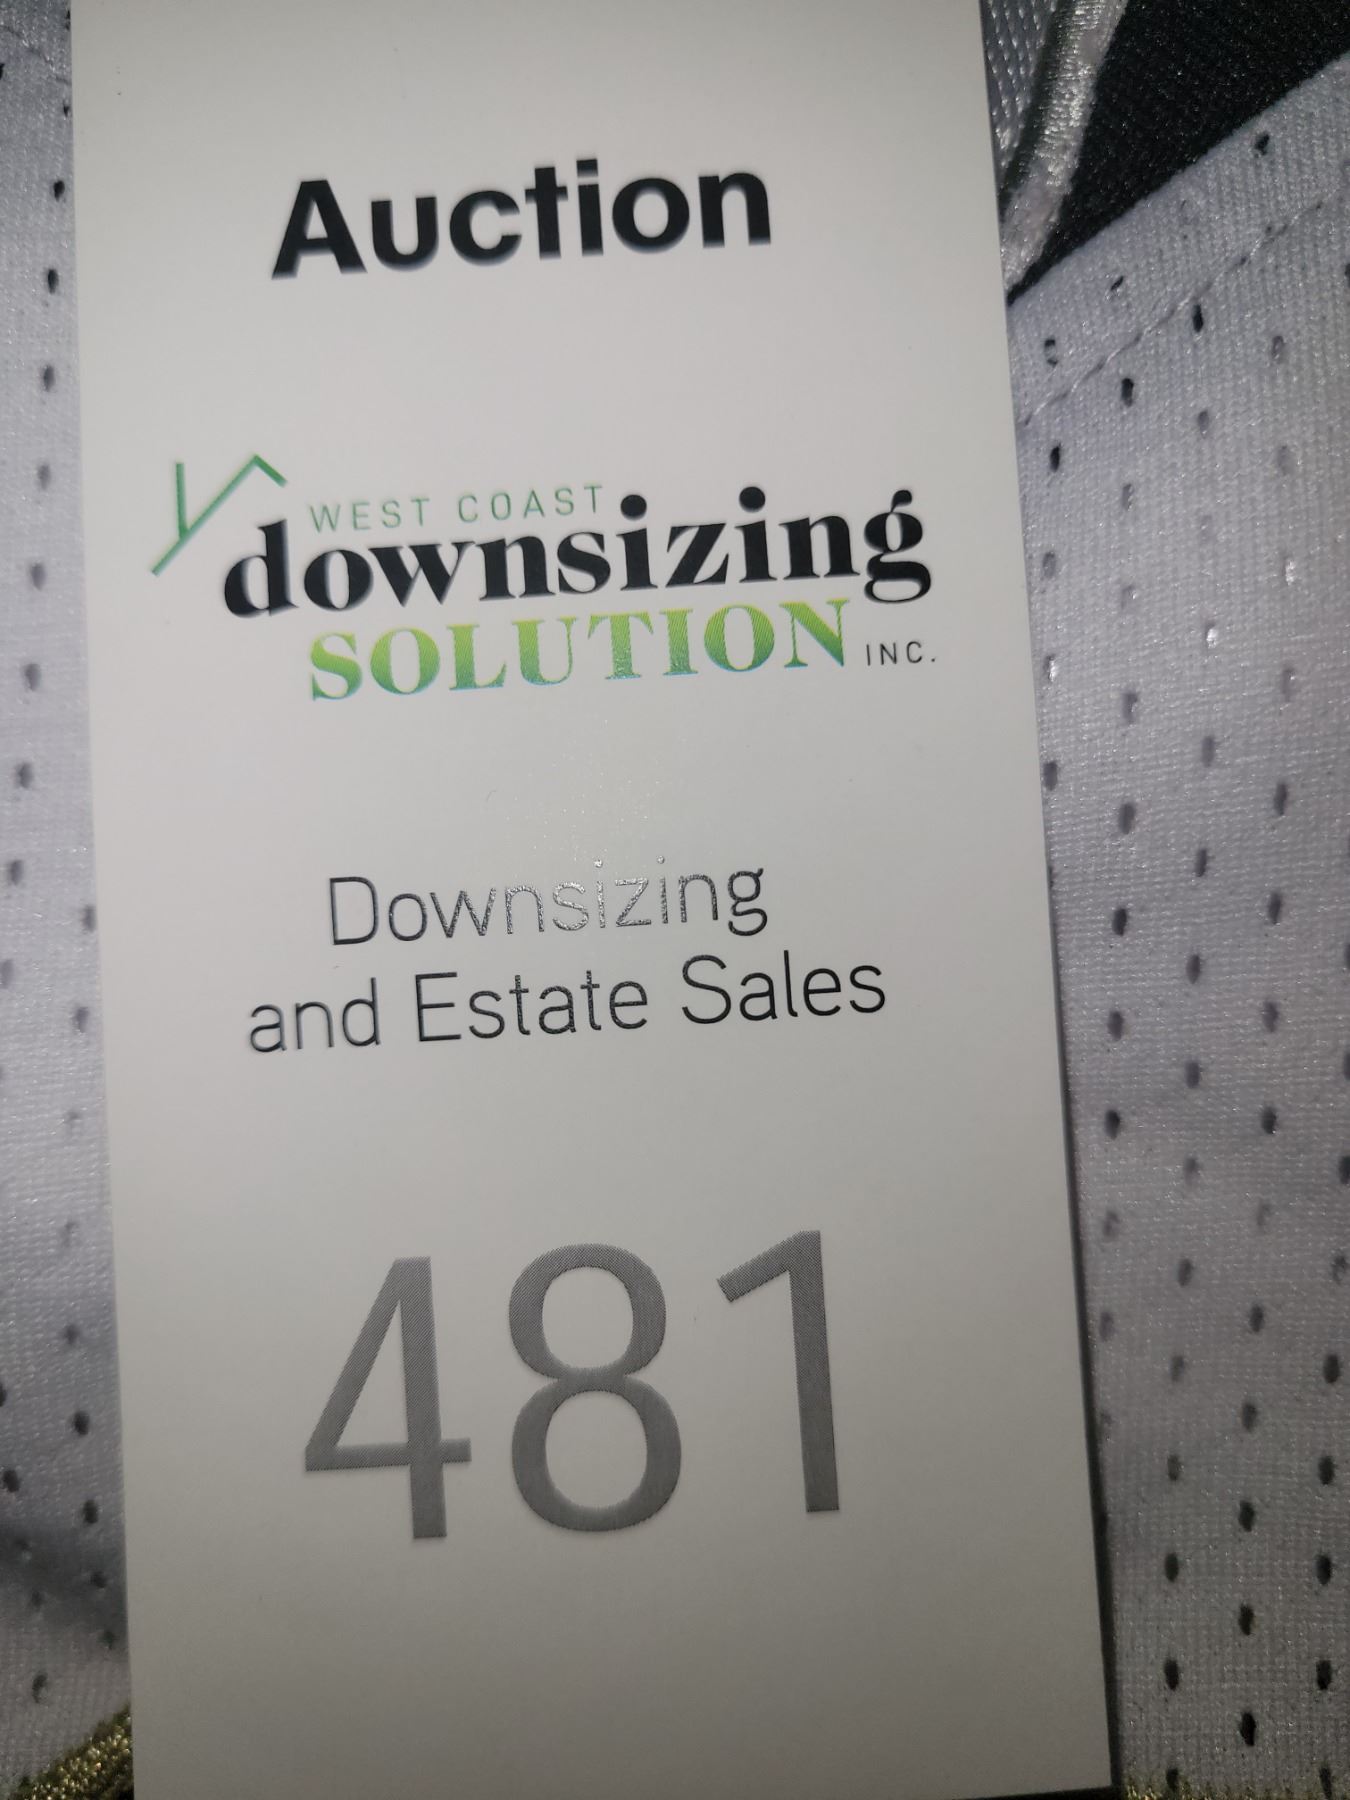 Auction
WEST COAST
downsizing
SOLUTION INC.
Downsizing
and Estate Sales
481